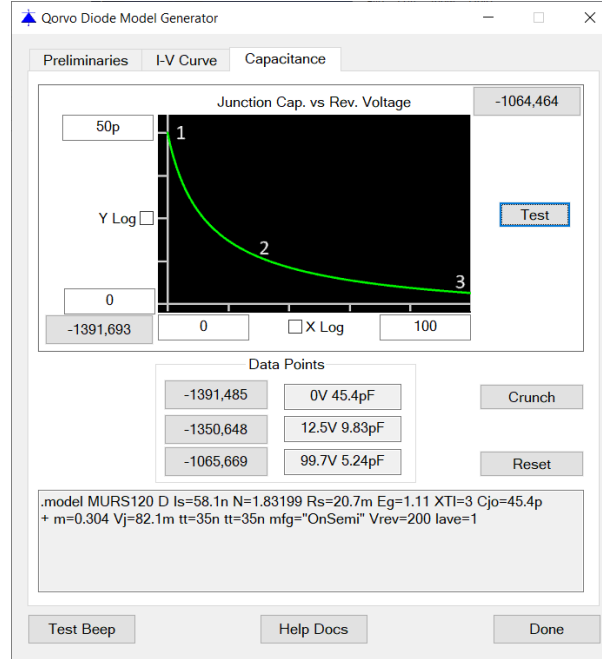 Qorvo Diode Model Generator
Preliminaries I-V Curve Capacitance
Junction Cap. vs Rev. Voltage -1064,464
50p
1
Y Log Test
2
3
0
-1391,693 0 X Log 100
Data Points
-1391,485 0V 45.4pF Crunch
-1350,648 12.5V 9.83pF
-1065,669 99.7V 5.24pF Reset
.model MURS120 D Is=58.1n N=1.83199 Rs=20.7m Eg=1.11 XTI=3 Cjo=45.4p
+ m=0.304 Vj=82.1m tt=35n tt=35n mfg="OnSemi" Vrev=200 Iave=1
Test Beep Help Docs Done